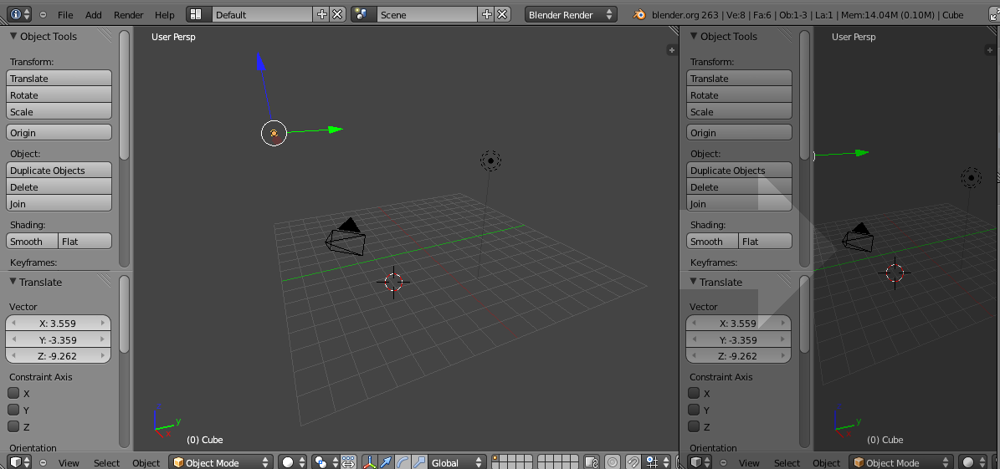 File Add Render Help Default Scene Blender Render blender.org 263 | Ve:8 | Fa:6 | Ob:1-3 | La:1 | Mem:14.04M (0.10M) | Cube
Object Tools
Transform:
Translate
Rotate
Scale
Origin
Object:
Duplicate Objects
Delete
Join
Shading:
Smooth Flat
Keyframes:
Translate
Vector
X: 3.559
Y: -3.359
Z: -9.262
Constraint Axis
X
Y
Z
Orientation
User Persp
z
y
x
(0) Cube
View Select Object Object Mode Global
Object Tools
Transform:
Translate
Rotate
Scale
Origin
Object:
Duplicate Objects
Delete
Join
Shading:
Smooth Flat
Keyframes:
Translate
Vector
X: 3.559
Y: -3.359
Z: -9.262
Constraint Axis
X
Y
Z
Orientation
User Persp
z
y
x
(0) Cube
View Select Object Object Mode